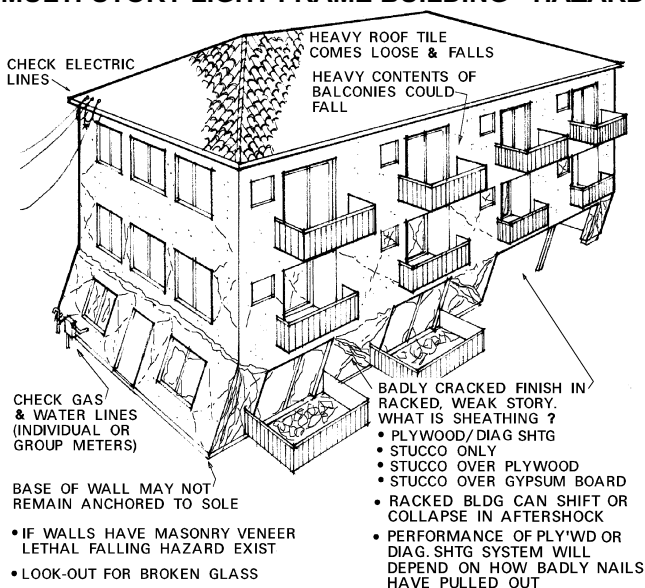 MULTI-STORY LIGHT FRAME BUILDING - HAZARD
HEAVY ROOF TILE
COMES LOOSE & FALLS
CHECK ELECTRIC
LINES
HEAVY CONTENTS OF
BALCONIES COULD
FALL
CHECK GAS
& WATER LINES
(INDIVIDUAL OR
GROUP METERS)
BASE OF WALL MAY NOT
REMAIN ANCHORED TO SOLE
• IF WALLS HAVE MASONRY VENEER
LETHAL FALLING HAZARD EXIST
• LOOK-OUT FOR BROKEN GLASS
BADLY CRACKED FINISH IN
RACKED, WEAK STORY.
WHAT IS SHEATHING ?
• PLYWOOD/DIAG SHTG
• STUCCO ONLY
• STUCCO OVER PLYWOOD
• STUCCO OVER GYPSUM BOARD
• RACKED BLDG CAN SHIFT OR
COLLAPSE IN AFTERSHOCK
• PERFORMANCE OF PLY'WD OR
DIAG. SHTG SYSTEM WILL
DEPEND ON HOW BADLY NAILS
HAVE PULLED OUT